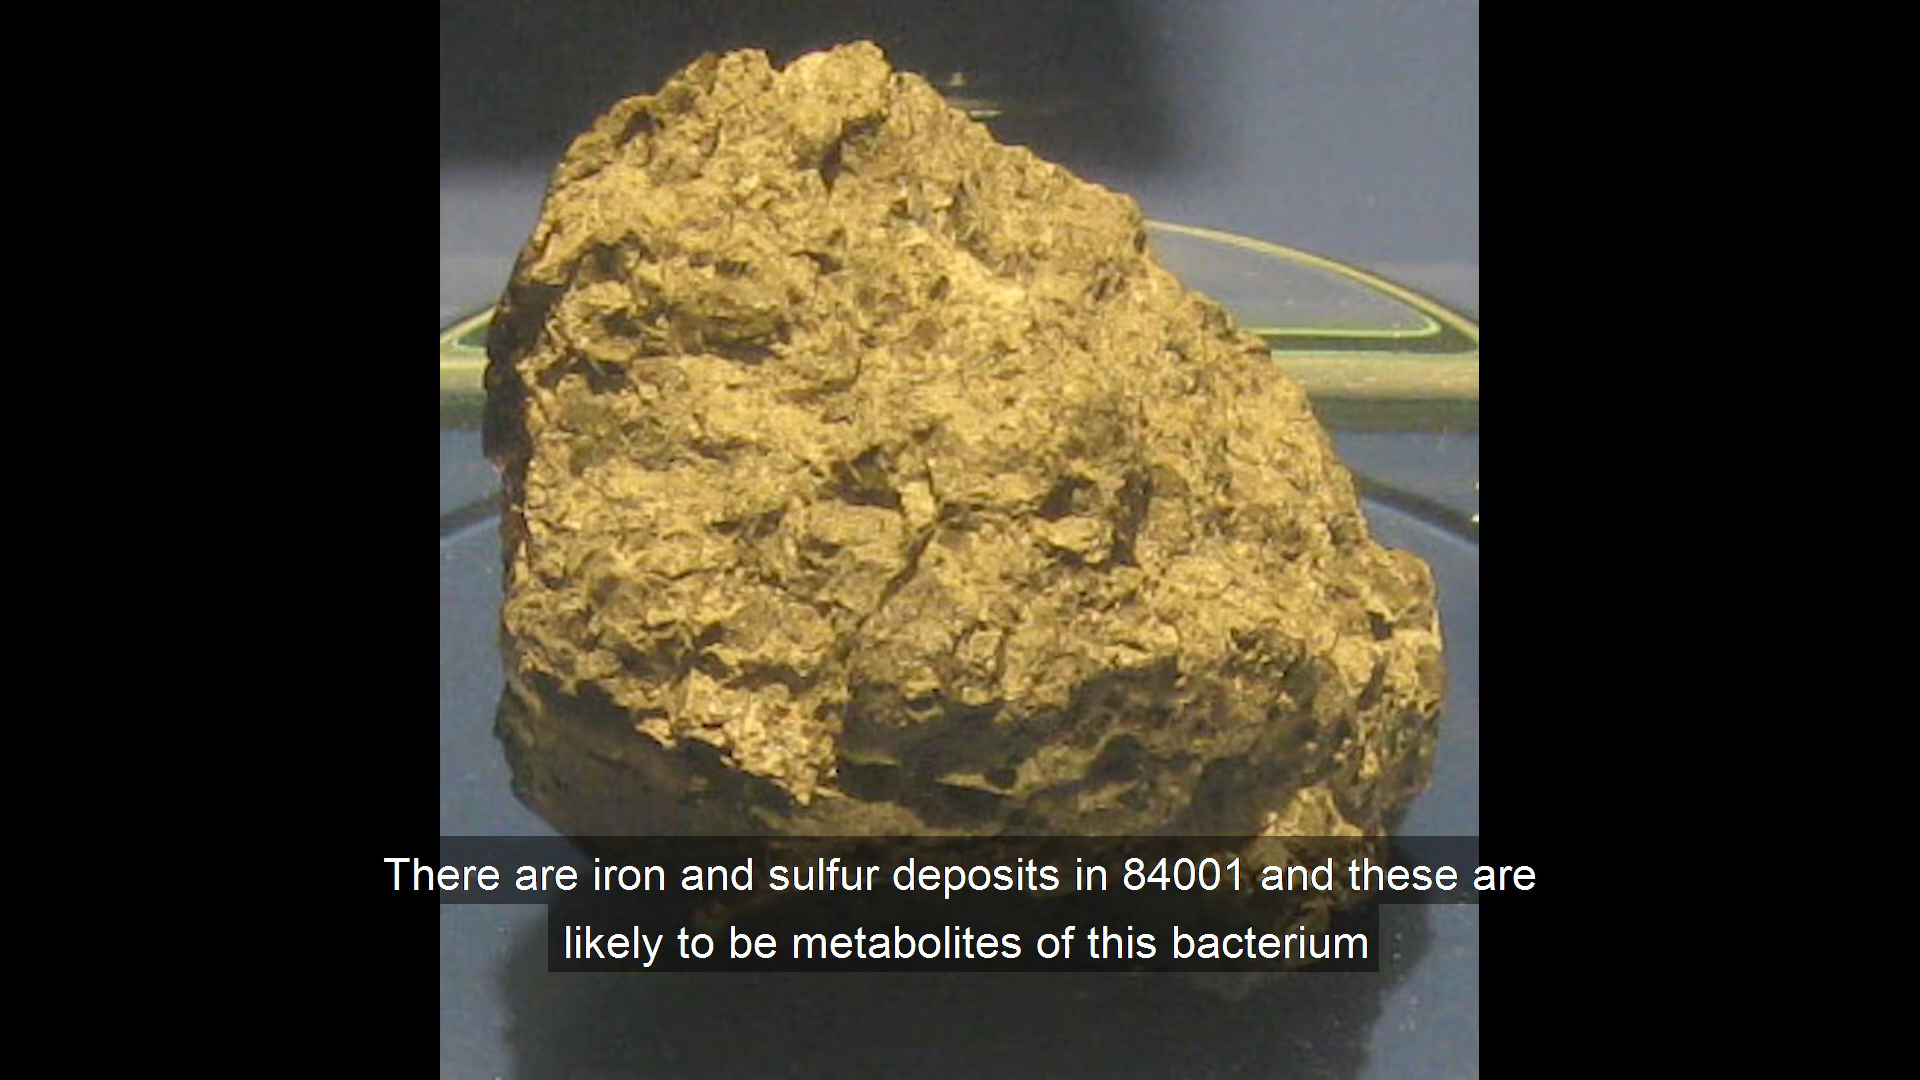 There are iron and sulfur deposits in 84001 and these are
likely to be metabolites of this bacterium